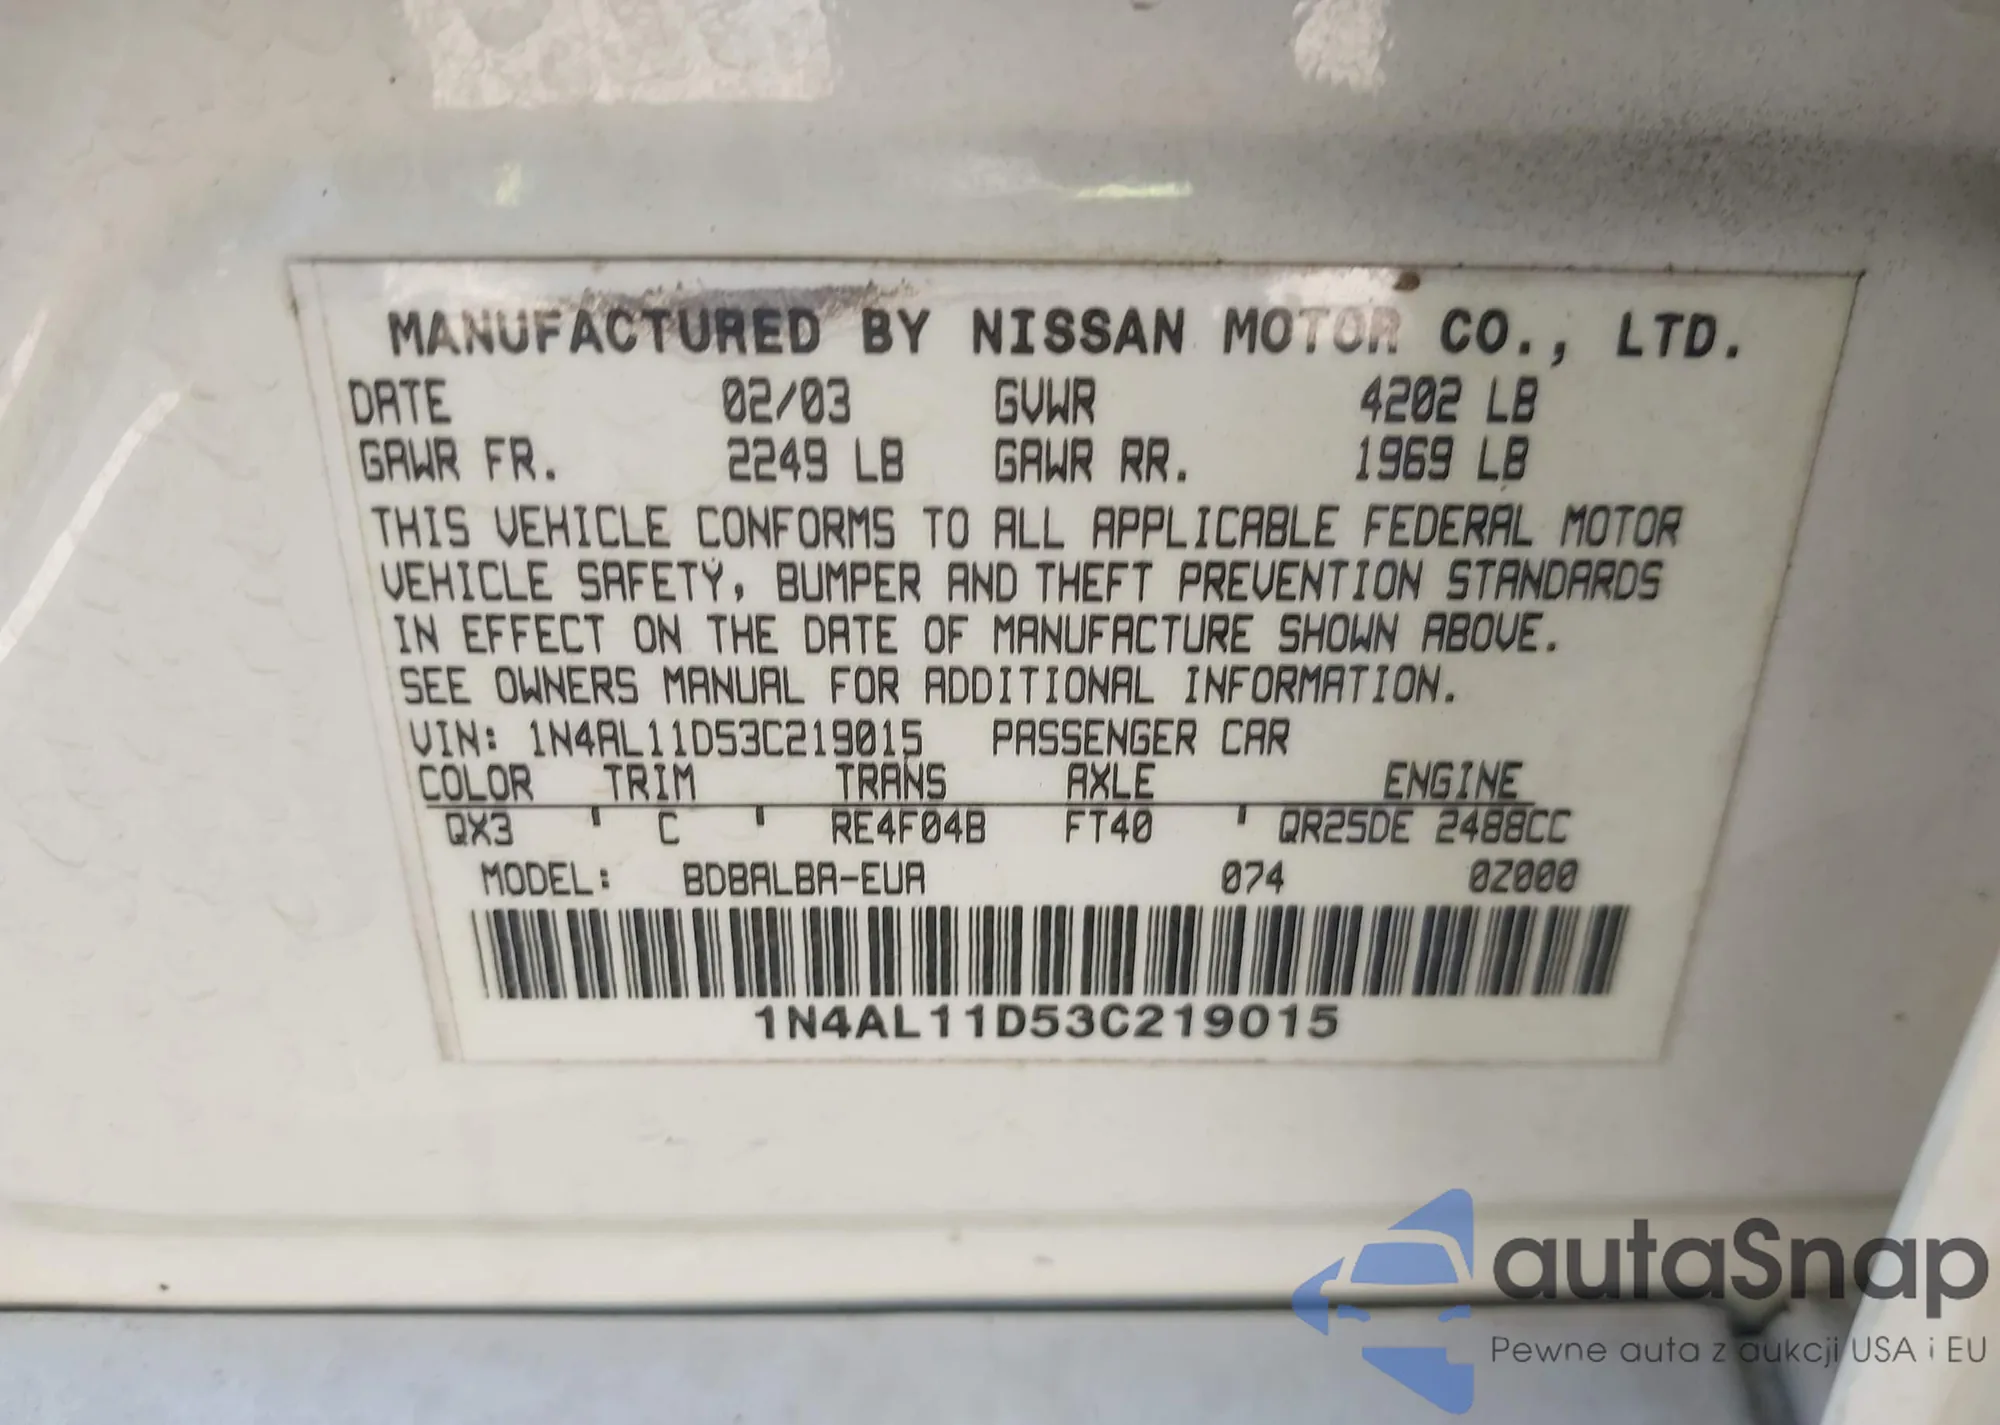 MANUFACTURED BY NISSAN MOTOR CO., LTD.
DATE 02/03 GVWR 4202 LB
GAWR FR. 2249 LB GAWR RR. 1969 LB
THIS VEHICLE CONFORMS TO ALL APPLICABLE FEDERAL MOTOR
VEHICLE SAFETY, BUMPER AND THEFT PREVENTION STANDARDS
IN EFFECT ON THE DATE OF MANUFACTURE SHOWN ABOVE.
SEE OWNERS MANUAL FOR ADDITIONAL INFORMATION.
VIN: 1N4AL11D53C219015 PASSENGER CAR
COLOR TRIM TRANS AXLE ENGINE
QX3 ' C ' RE4F04B FT40 ' QR25DE 2488CC
MODEL: BDBALBA-EUA 074 0Z000
1N4AL11D53C219015
autaSnap
Pewne auta z aukcji USA i EU